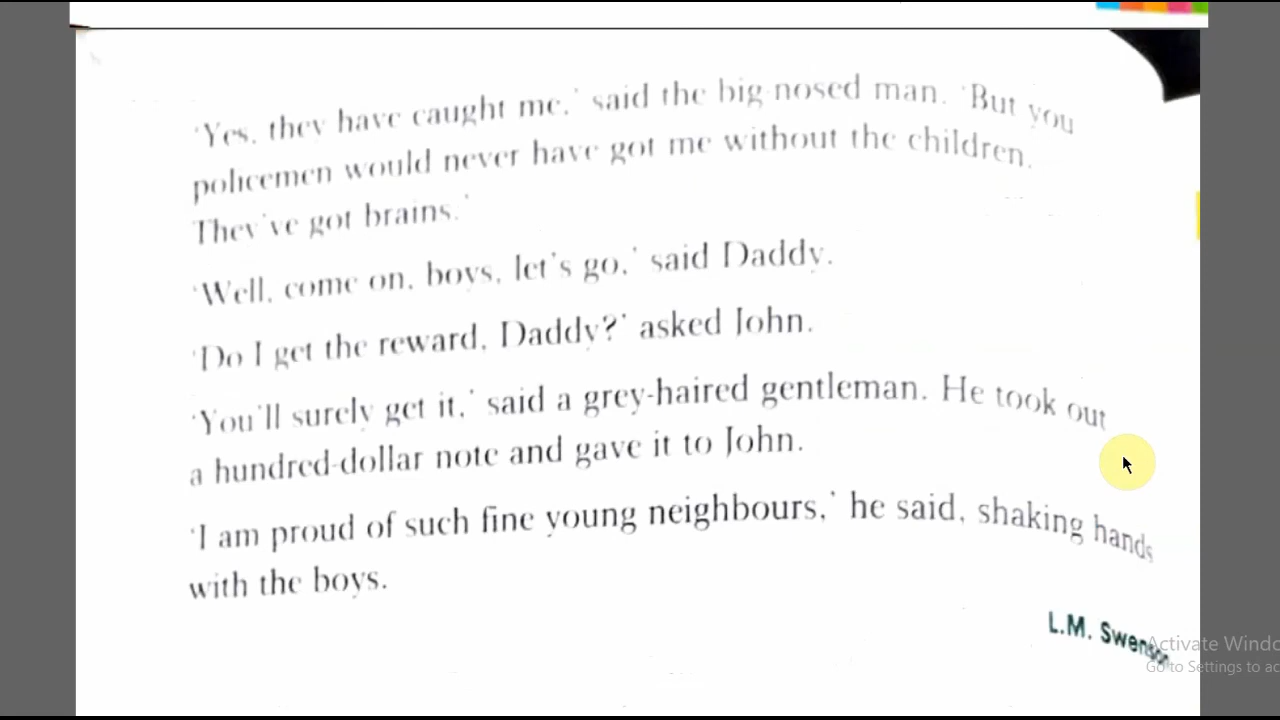 ‘Yes, they have caught me,’ said the big nosed man. ‘But you
policemen would never have got me without the children.
They’ve got brains.’
‘Well, come on, boys, let’s go,’ said Daddy.
‘Do I get the reward, Daddy?’ asked John.
‘You’ll surely get it,’ said a grey-haired gentleman. He took out
a hundred-dollar note and gave it to John.
‘I am proud of such fine young neighbours,’ he said, shaking hands
with the boys.
L.M. Swenson
Activate Windo
Go to Settings to ac